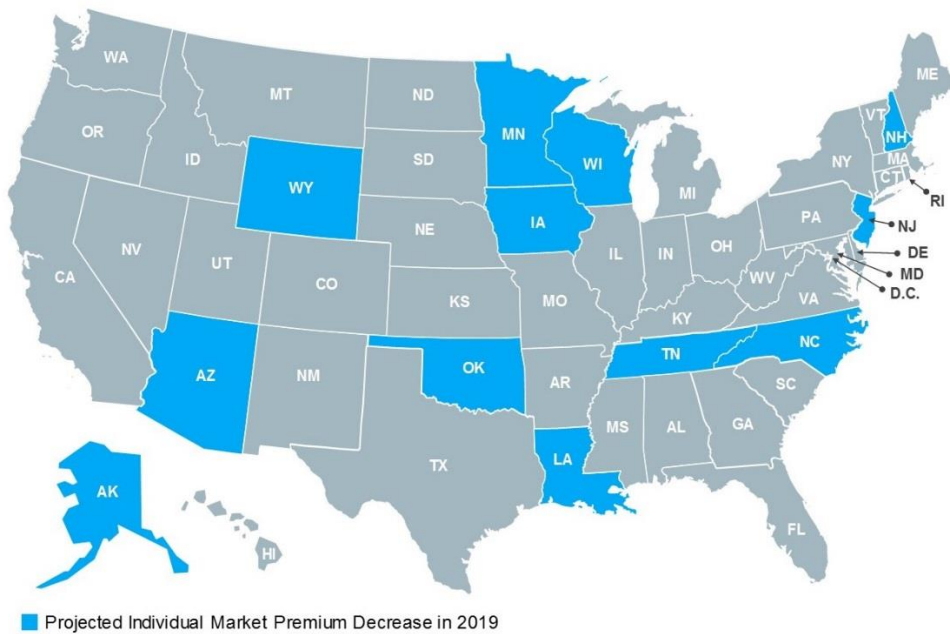 WA
MT
ND
MN
ME
VT
NH
OR
ID
SD
WI
NY
MA
CT
RI
WY
MI
IA
PA
NJ
NE
NV
UT
IL
IN
OH
DE
MD
D.C.
CA
CO
KS
MO
WV
VA
KY
NC
TN
AZ
NM
OK
AR
SC
MS
AL
GA
TX
LA
AK
FL
HI
Projected Individual Market Premium Decrease in 2019